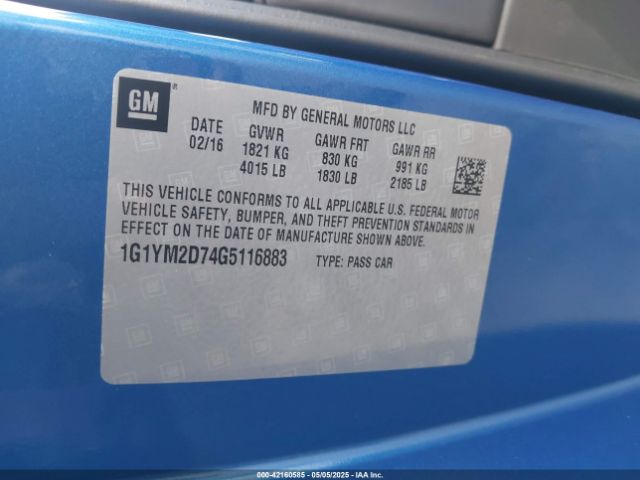 GM
MFD BY GENERAL MOTORS LLC
DATE GVWR GAWR FRT GAWR RR
02/16 1821 KG 830 KG 991 KG
4015 LB 1830 LB 2185 LB
THIS VEHICLE CONFORMS TO ALL APPLICABLE U.S. FEDERAL MOTOR
VEHICLE SAFETY, BUMPER, AND THEFT PREVENTION STANDARDS IN
EFFECT ON THE DATE OF MANUFACTURE SHOWN ABOVE.
1G1YM2D74G5116883 TYPE: PASS CAR
000-42160585 - 05/05/2025 - IAA Inc.